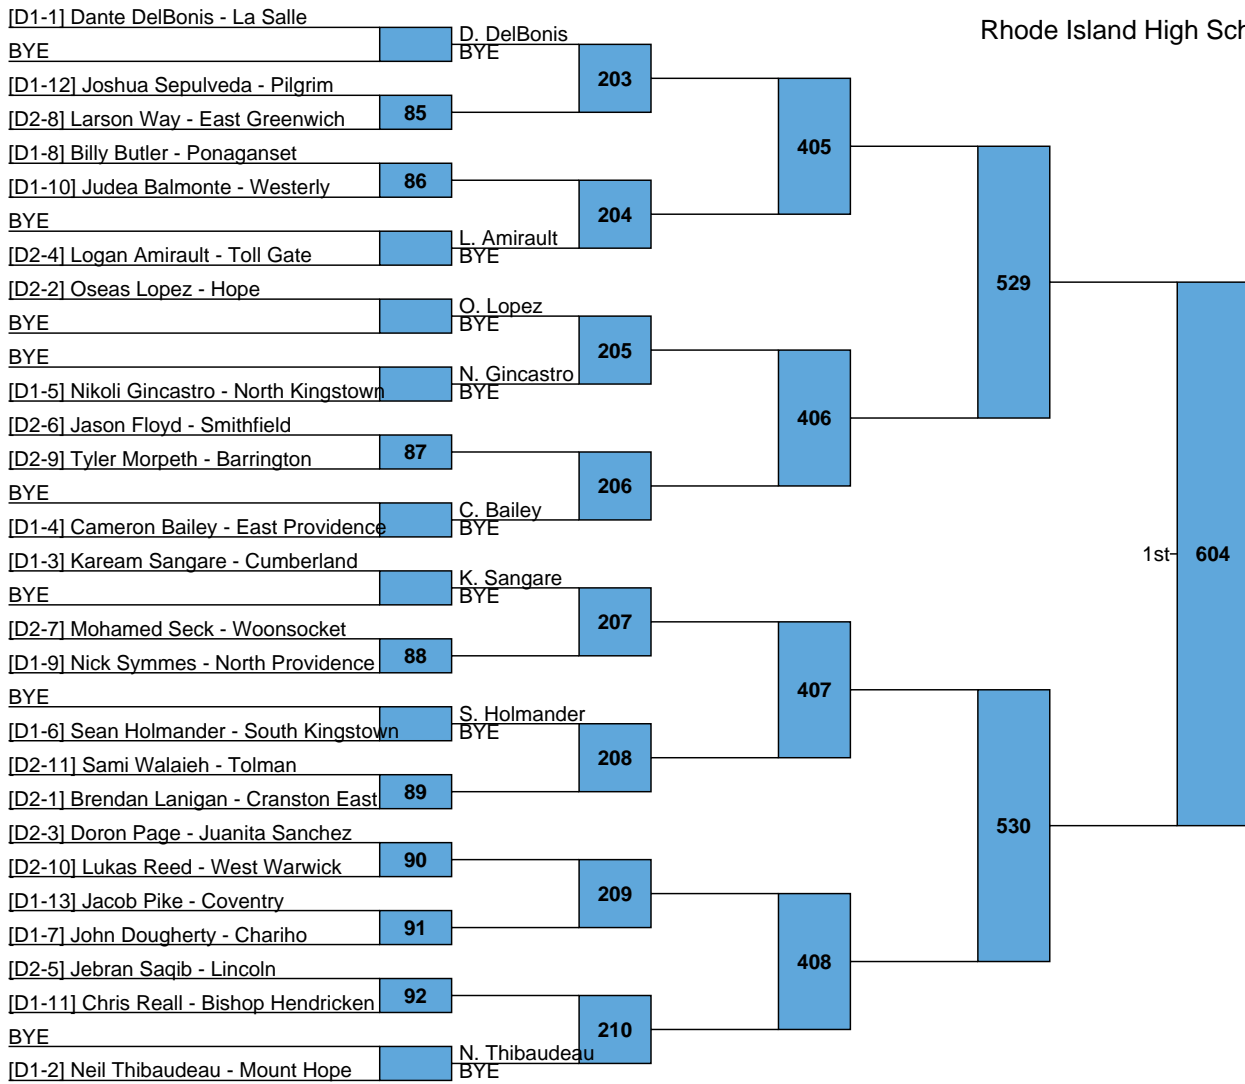 Rhode Island High Sch
[D1-1] Dante DelBonis - La Salle
BYE
D. DelBonis
BYE
203
[D1-12] Joshua Sepulveda - Pilgrim
85
[D2-8] Larson Way - East Greenwich
405
[D1-8] Billy Butler - Ponaganset
86
[D1-10] Judea Balmonte - Westerly
204
BYE
L. Amirault
BYE
[D2-4] Logan Amirault - Toll Gate
529
[D2-2] Oseas Lopez - Hope
O. Lopez
BYE
BYE
205
BYE
N. Gincastro
BYE
[D1-5] Nikoli Gincastro - North Kingstown
406
[D2-6] Jason Floyd - Smithfield
87
[D2-9] Tyler Morpeth - Barrington
206
BYE
C. Bailey
BYE
[D1-4] Cameron Bailey - East Providence
1st
604
[D1-3] Kaream Sangare - Cumberland
K. Sangare
BYE
BYE
207
[D2-7] Mohamed Seck - Woonsocket
88
[D1-9] Nick Symmes - North Providence
407
BYE
S. Holmander
BYE
[D1-6] Sean Holmander - South Kingstown
208
[D2-11] Sami Walaieh - Tolman
89
[D2-1] Brendan Lanigan - Cranston East
530
[D2-3] Doron Page - Juanita Sanchez
90
[D2-10] Lukas Reed - West Warwick
209
[D1-13] Jacob Pike - Coventry
91
[D1-7] John Dougherty - Chariho
408
[D2-5] Jebran Saqib - Lincoln
92
[D1-11] Chris Reall - Bishop Hendricken
210
BYE
N. Thibaudeau
BYE
[D1-2] Neil Thibaudeau - Mount Hope